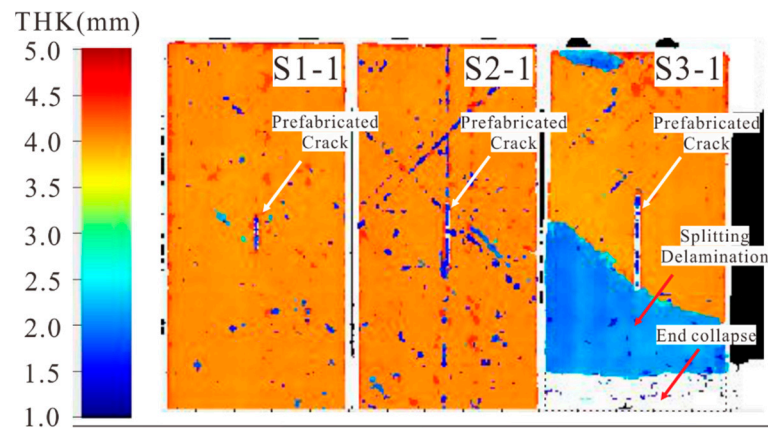 THK(mm)
5.0
4.5
4.0
3.5
3.0
2.5
2.0
1.5
1.0
S1-1
Prefabricated
Crack
S2-1
Prefabricated
Crack
S3-1
Prefabricated
Crack
Splitting
Delamination
End collapse